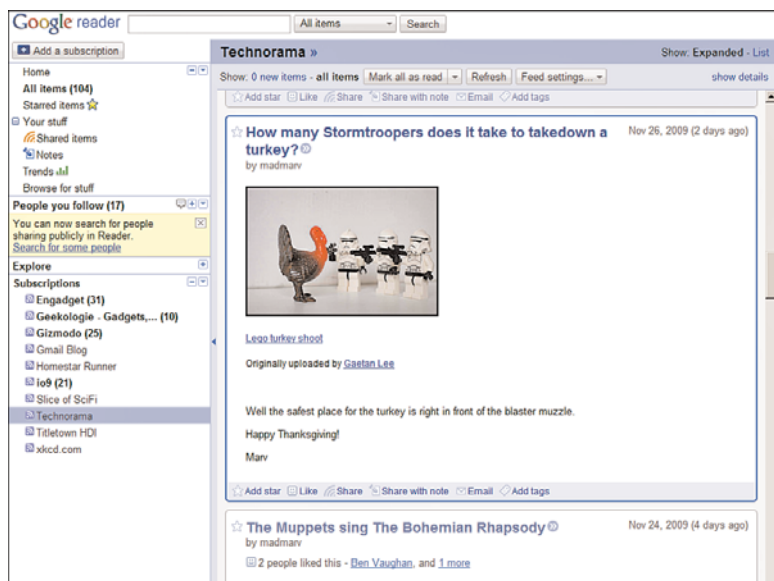 Google reader
All items
Search
Add a subscription
Home
All items (104)
Starred items
Your stuff
Shared items
Notes
Trends
Browse for stuff
People you follow (17)
You can now search for people
sharing publicly in Reader.
Search for some people
Explore
Subscriptions
Engadget (31)
Geekologie - Gadgets,... (10)
Gizmodo (25)
Gmail Blog
Homestar Runner
io9 (21)
Slice of SciFi
Technorama
Titletown HDI
xkcd.com
Technorama »
Show: Expanded - List
Show: 0 new items - all items Mark all as read Refresh Feed settings...
show details
Add star Like Share Share with note Email Add tags
How many Stormtroopers does it take to takedown a
turkey?
Nov 26, 2009 (2 days ago)
by madmarv
Lego turkey shoot
Originally uploaded by Gaetan Lee
Well the safest place for the turkey is right in front of the blaster muzzle.
Happy Thanksgiving!
Marv
Add star Like Share Share with note Email Add tags
The Muppets sing The Bohemian Rhapsody
Nov 24, 2009 (4 days ago)
by madmarv
2 people liked this - Ben Vaughan, and 1 more